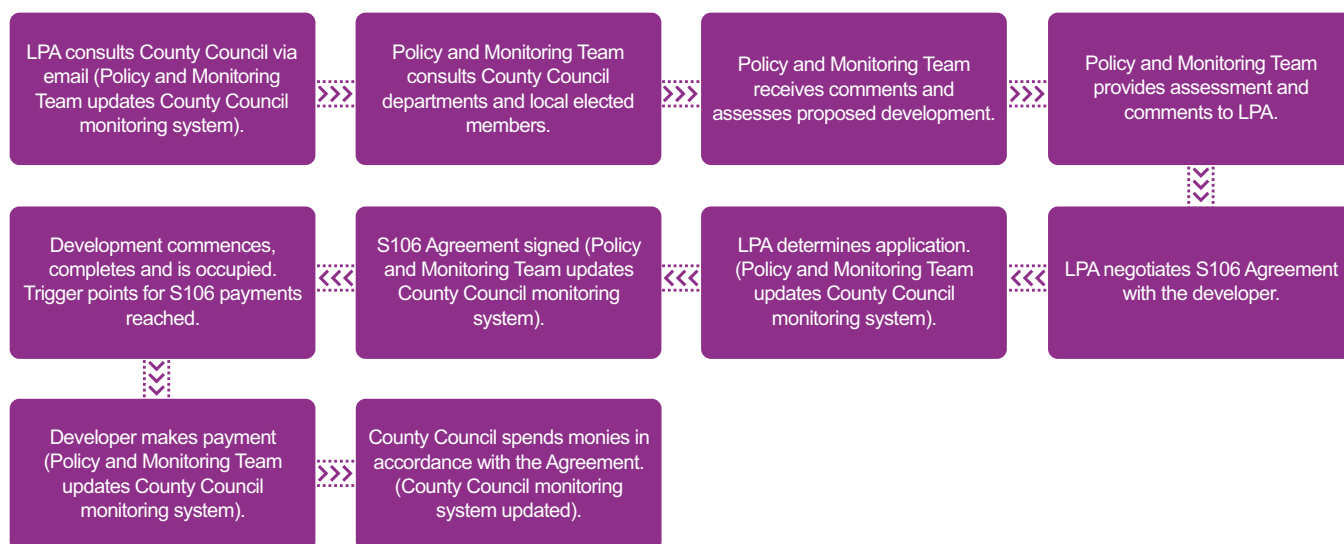 LPA consults County Council via
email (Policy and Monitoring
Team updates County Council
monitoring system).
Policy and Monitoring Team
consults County Council
departments and local elected
members.
Policy and Monitoring Team
receives comments and
assesses proposed development.
Policy and Monitoring Team
provides assessment and
comments to LPA.
LPA negotiates S106 Agreement
with the developer.
LPA determines application.
(Policy and Monitoring Team
updates County Council
monitoring system).
S106 Agreement signed (Policy
and Monitoring Team updates
County Council monitoring
system).
Development commences,
completes and is occupied.
Trigger points for S106 payments
reached.
Developer makes payment
(Policy and Monitoring Team
updates County Council
monitoring system).
County Council spends monies in
accordance with the Agreement.
(County Council monitoring
system updated).